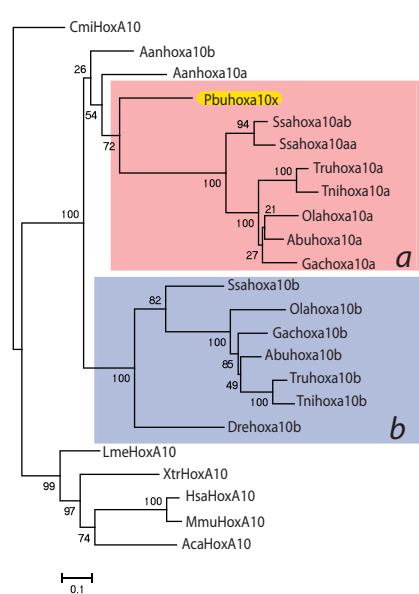 CmiHoxA10
Aanhoxa10b
26
Aanhoxa10a
54
Pbuhoxa10x
72
94
Ssahoxa10ab
Ssahoxa10aa
100
100
Truhoxa10a
Tnihoxa10a
100
21
Olahoxa10a
Abuhoxa10a
27
Gachoxa10a
a
100
82
Ssahoxa10b
Olahoxa10b
100
Gachoxa10b
85
Abuhoxa10b
49
Truhoxa10b
100
Tnihoxa10b
100
Drehoxa10b
b
LmeHoxA10
99
XtrHoxA10
97
100
HsaHoxA10
MmuHoxA10
74
AcaHoxA10
0.1